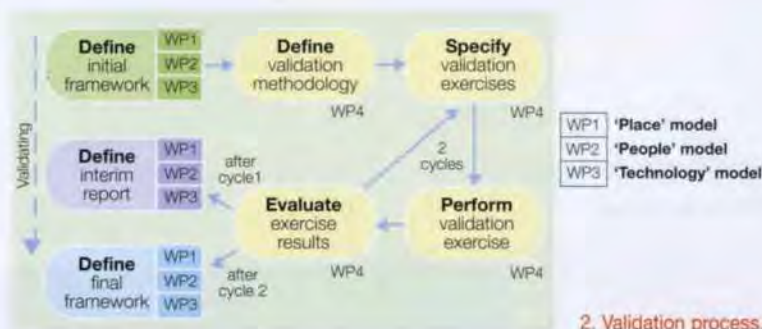 Validating
Define
initial
framework
WP1
WP2
WP3
Define
validation
methodology
WP4
Specify
validation
exercises
WP4
Define
interim
report
WP1
WP2
WP3
after
cycle1
2
cycles
Evaluate
exercise
results
WP4
Perform
validation
exercise
WP4
Define
final
framework
WP1
WP2
WP3
after
cycle 2
WP1 'Place' model
WP2 'People' model
WP3 'Technology' model
2. Validation process